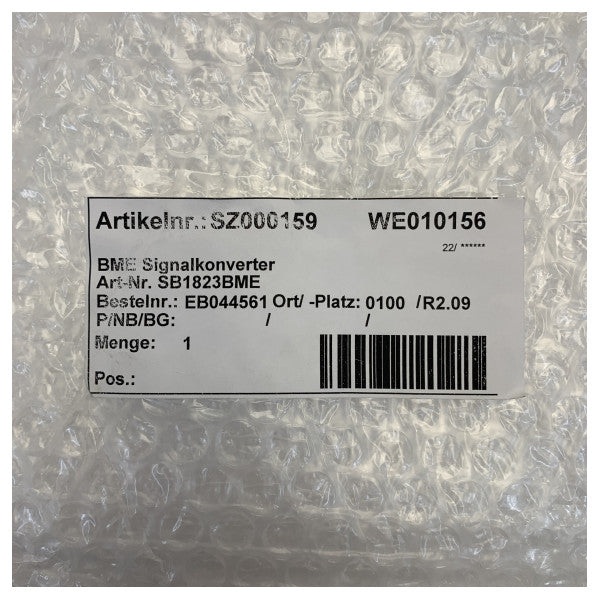 Artikelnr.: SZ000159 WE010156
22/ ******
BME Signalkonverter
Art-Nr. SB1823BME
Bestelnr.: EB044561 Ort/ -Platz: 0100 /R2.09
P/NB/BG: / /
Menge: 1
Pos.: